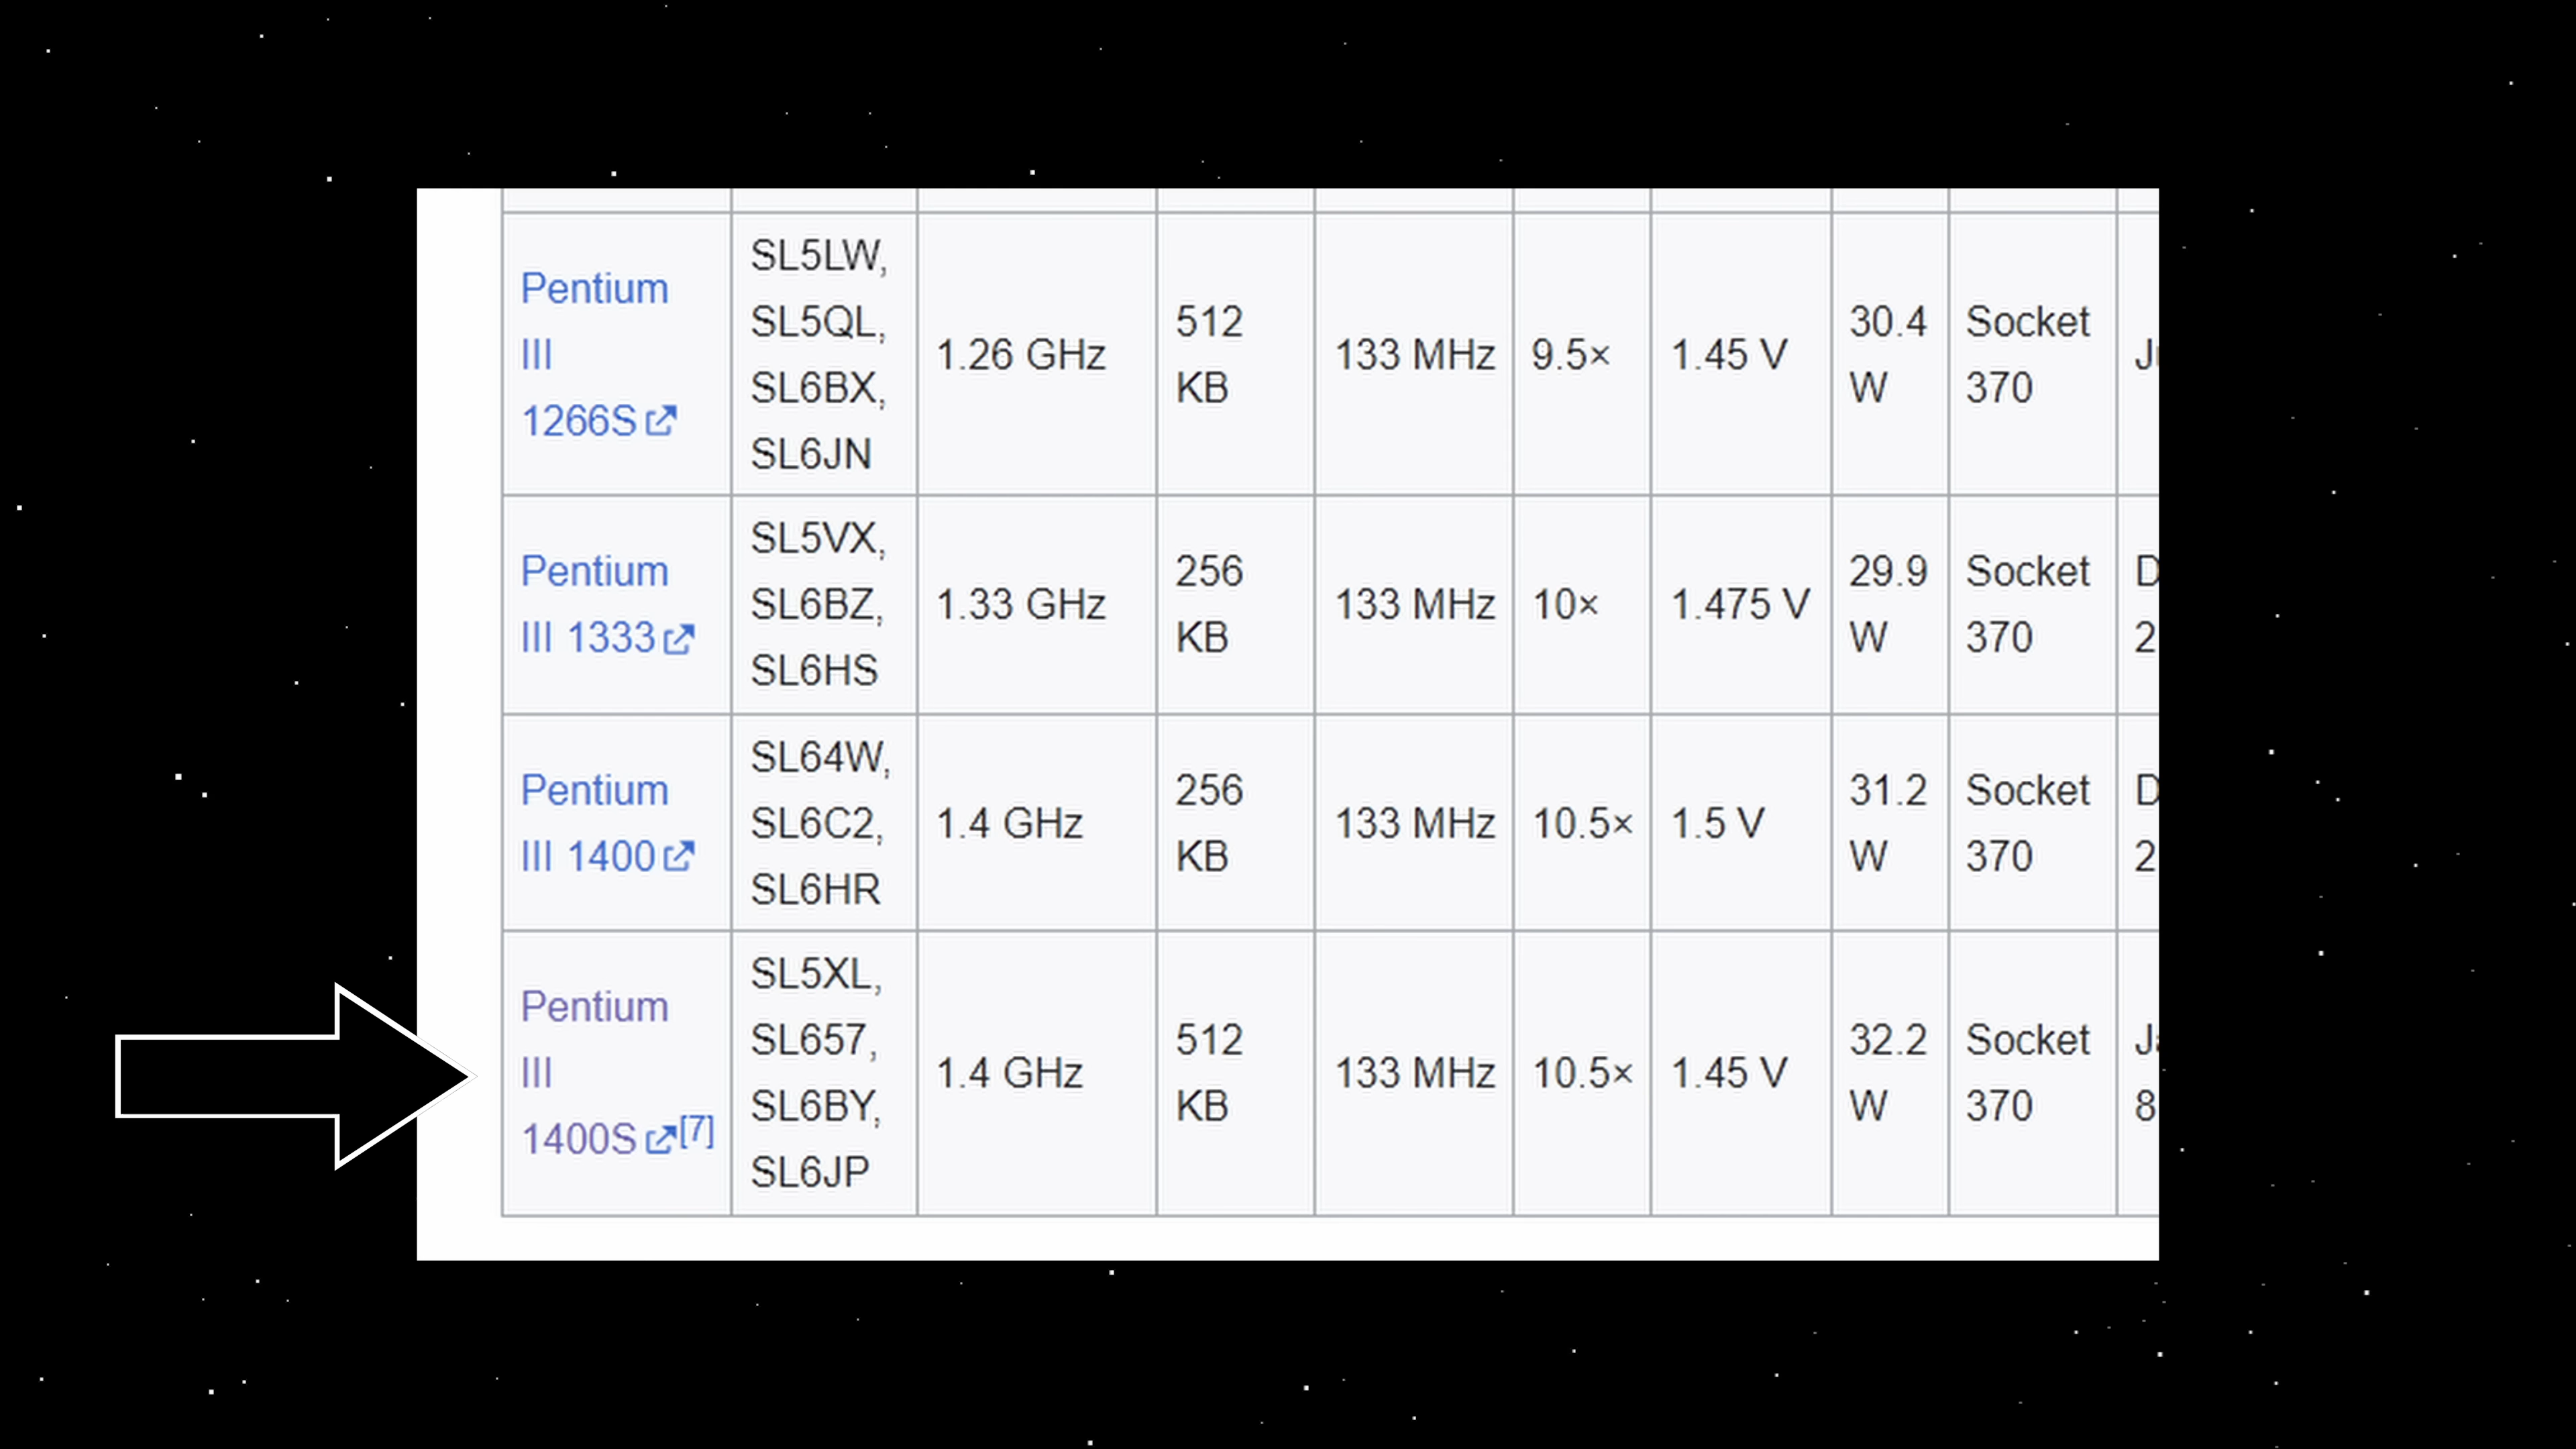 Pentium
III
1266S
SL5LW,
SL5QL,
SL6BX,
SL6JN
1.26 GHz
512
KB
133 MHz
9.5×
1.45 V
30.4
W
Socket
370
Pentium
III 1333
SL5VX,
SL6BZ,
SL6HS
1.33 GHz
256
KB
133 MHz
10×
1.475 V
29.9
W
Socket
370
D
2
Pentium
III 1400
SL64W,
SL6C2,
SL6HR
1.4 GHz
256
KB
133 MHz
10.5×
1.5 V
31.2
W
Socket
370
D
2
Pentium
III
1400S [7]
SL5XL,
SL657,
SL6BY,
SL6JP
1.4 GHz
512
KB
133 MHz
10.5×
1.45 V
32.2
W
Socket
370
8